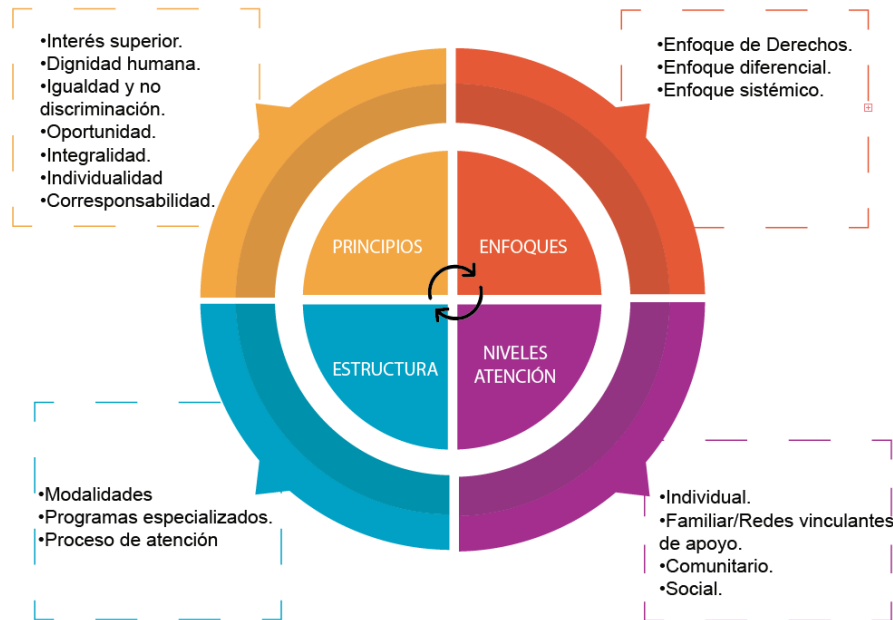 •Interés superior.
•Dignidad humana.
•Igualdad y no
discriminación.
•Oportunidad.
•Integralidad.
•Individualidad
•Corresponsabilidad.
•Enfoque de Derechos.
•Enfoque diferencial.
•Enfoque sistémico.
PRINCIPIOS
ENFOQUES
ESTRUCTURA
NIVELES
ATENCIÓN
•Modalidades
•Programas especializados.
•Proceso de atención
•Individual.
•Familiar/Redes vinculantes
de apoyo.
•Comunitario.
•Social.